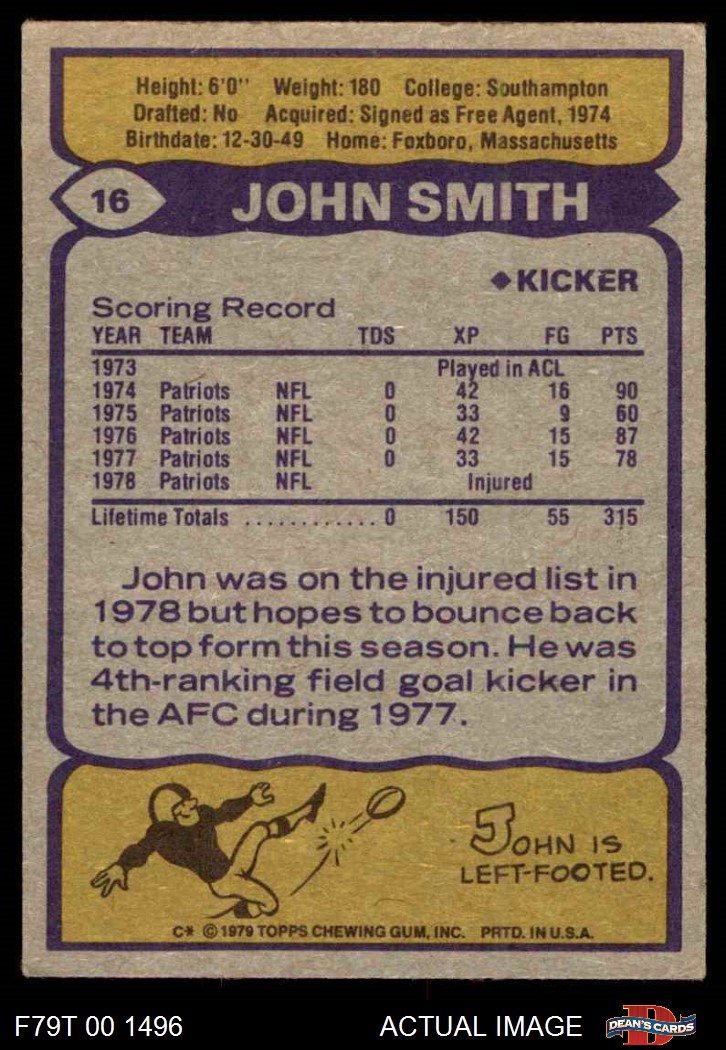 Height: 6'0'' Weight: 180 College: Southampton
Drafted: No Acquired: Signed as Free Agent, 1974
Birthdate: 12-30-49 Home: Foxboro, Massachusetts
16 JOHN SMITH
◆KICKER
Scoring Record
YEAR TEAM TDS XP FG PTS
1973 Played in ACL
1974 Patriots NFL 0 42 16 90
1975 Patriots NFL 0 33 9 60
1976 Patriots NFL 0 42 15 87
1977 Patriots NFL 0 33 15 78
1978 Patriots NFL Injured
Lifetime Totals ............ 0 150 55 315
John was on the injured list in
1978 but hopes to bounce back
to top form this season. He was
4th-ranking field goal kicker in
the AFC during 1977.
JOHN IS
LEFT-FOOTED.
C* © 1979 TOPPS CHEWING GUM, INC. PRTD. IN U.S.A.
F79T 00 1496 ACTUAL IMAGE D DEAN'S CARDS